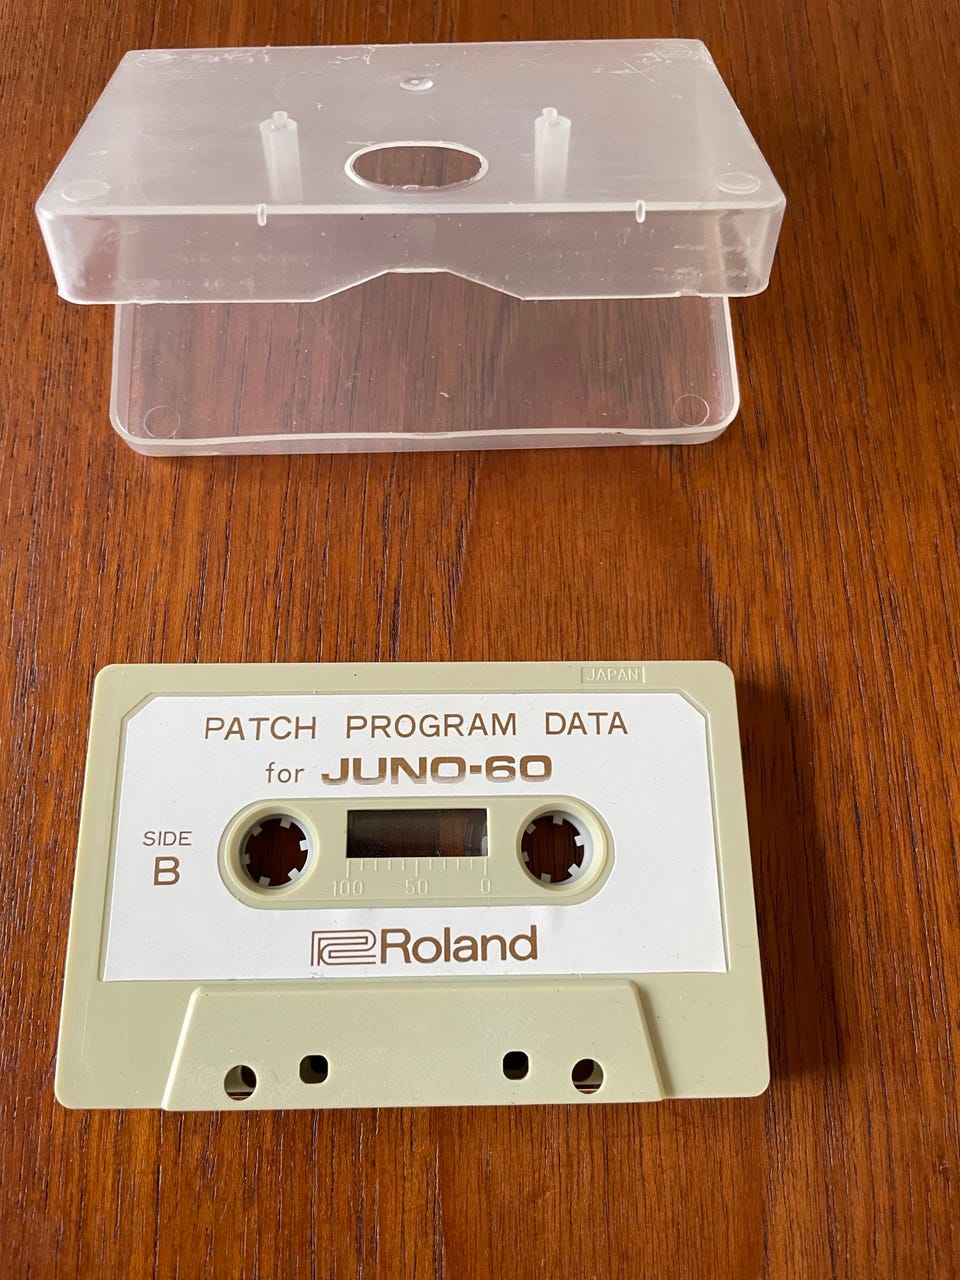 JAPAN
PATCH PROGRAM DATA
for JUNO-60
SIDE
B
100 50 0
Roland